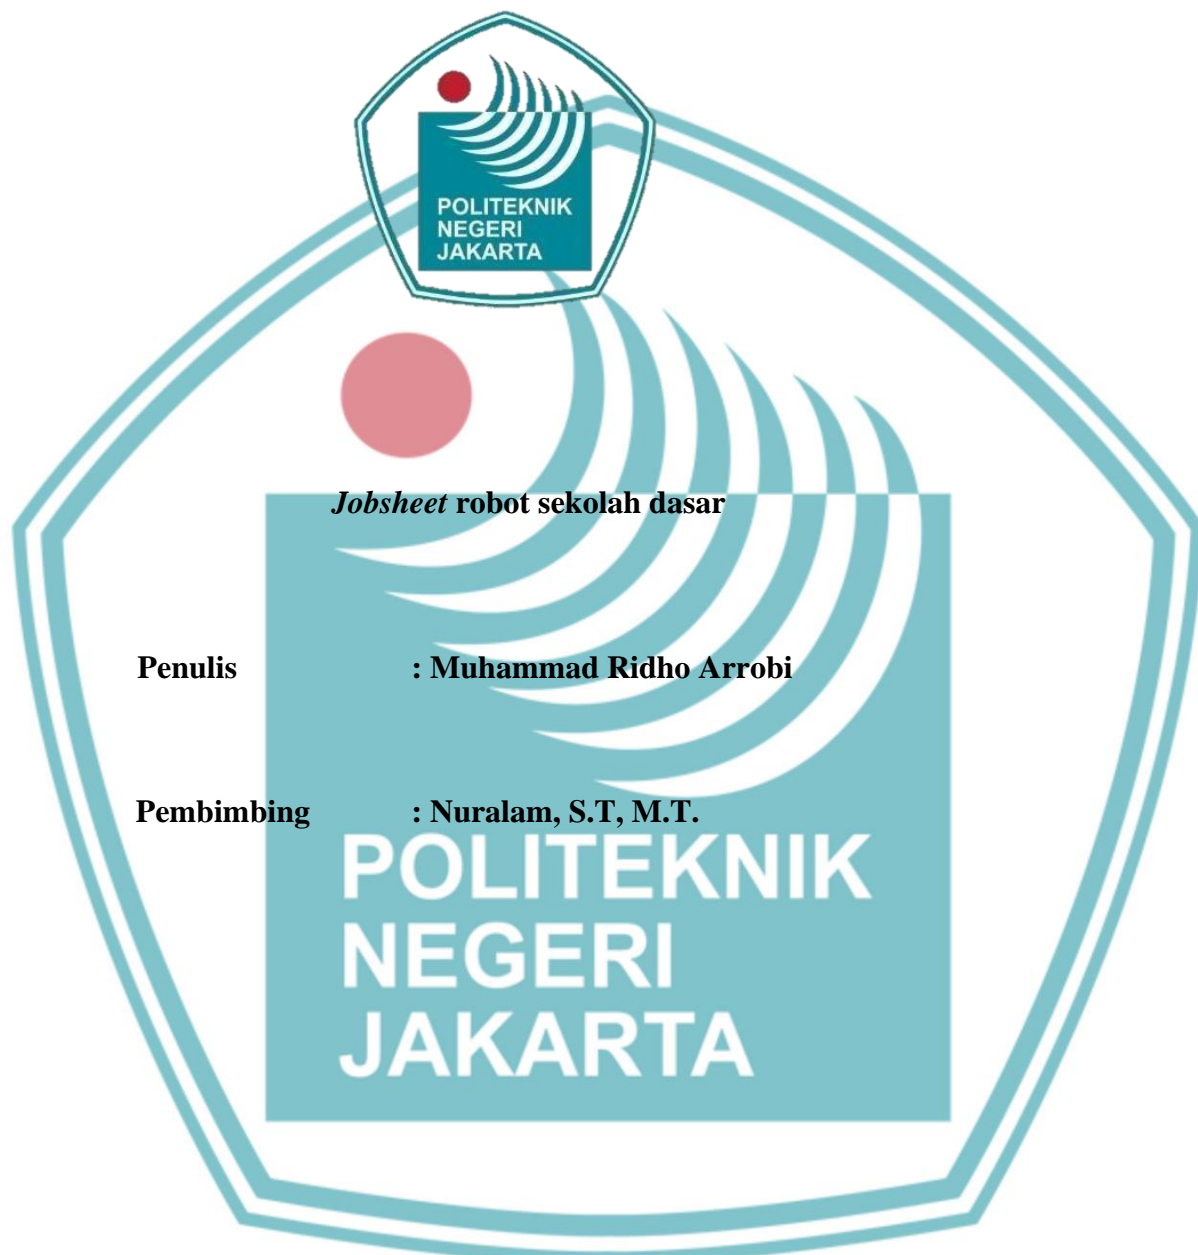 POLITEKNIK
NEGERI
JAKARTA
Jobsheet robot sekolah dasar
Penulis : Muhammad Ridho Arrobi
Pembimbing : Nuralam, S.T, M.T.
POLITEKNIK
NEGERI
JAKARTA